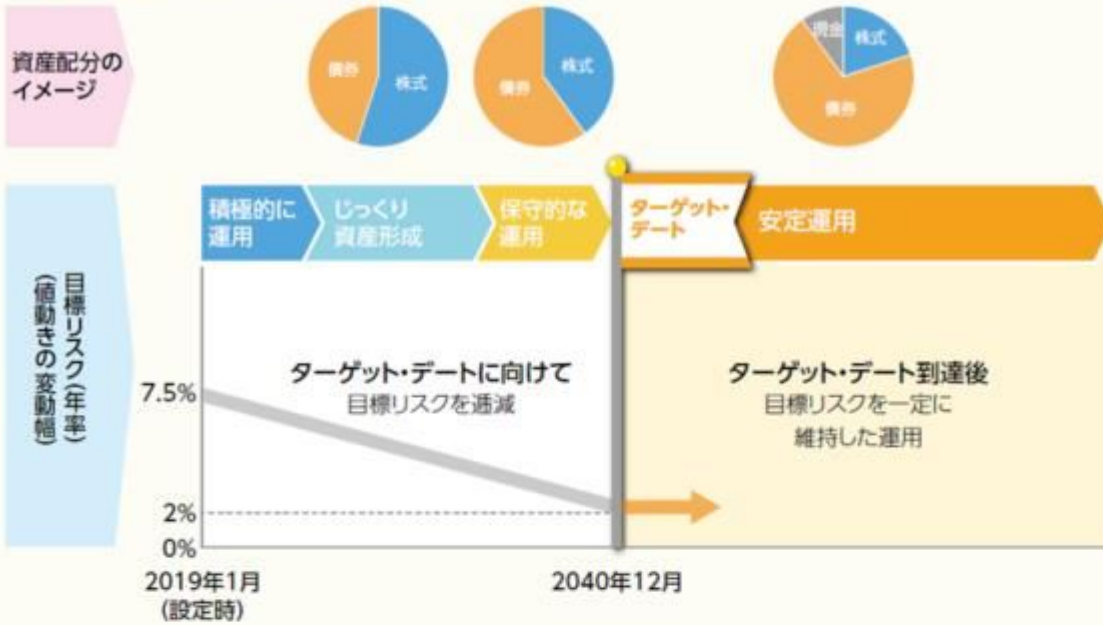 資産配分の
イメージ
債券
株式
債券
株式
現金
株式
債券
積極的に
運用
じっくり
資産形成
保守的な
運用
ターゲット・
デート
安定運用
目標リスク(年率)
(値動きの変動幅)
ターゲット・デートに向けて
目標リスクを逓減
ターゲット・デート到達後
目標リスクを一定に
維持した運用
7.5%
2%
0%
2019年1月
(設定時)
2040年12月